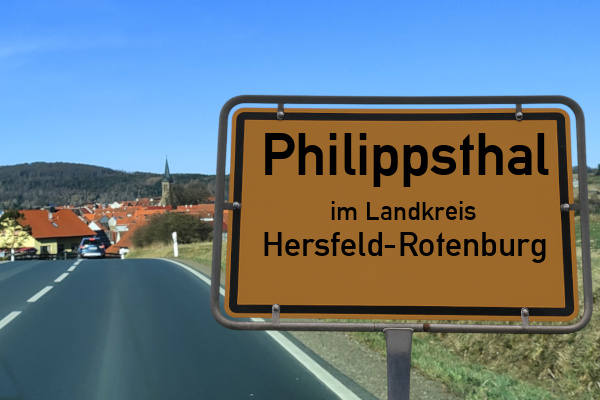 Philippsthal
im Landkreis
Hersfeld-Rotenburg